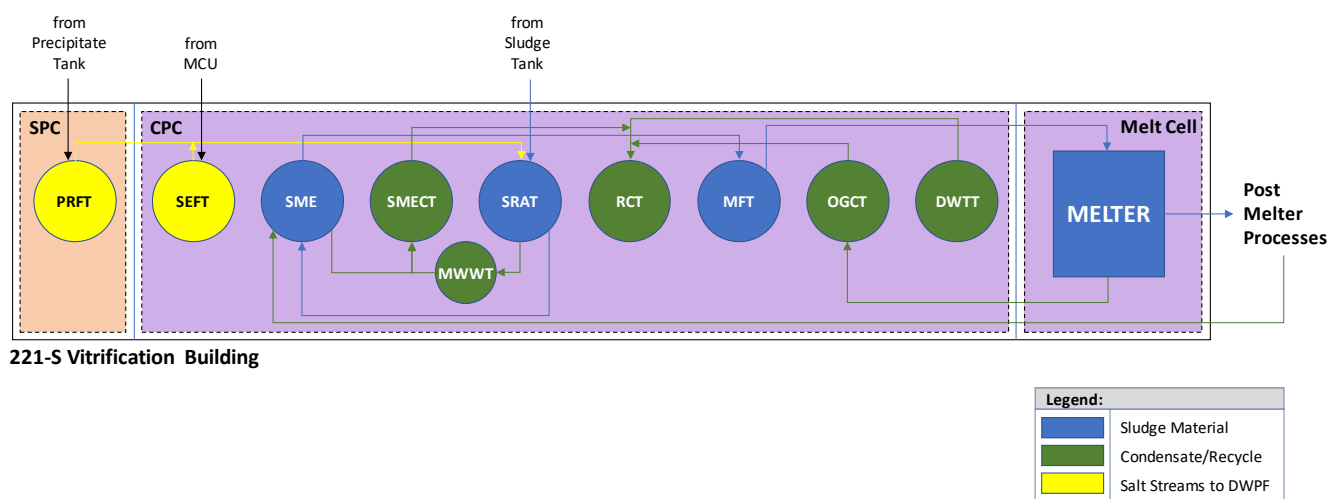 from
Precipitate
Tank
from
MCU
from
Sludge
Tank
SPC
CPC
Melt Cell
PRFT
SEFT
SME
SMECT
SRAT
RCT
MFT
OGCT
DWTT
MELTER
MWWT
Post
Melter
Processes
221-S Vitrification Building
Legend:
Sludge Material
Condensate/Recycle
Salt Streams to DWPF